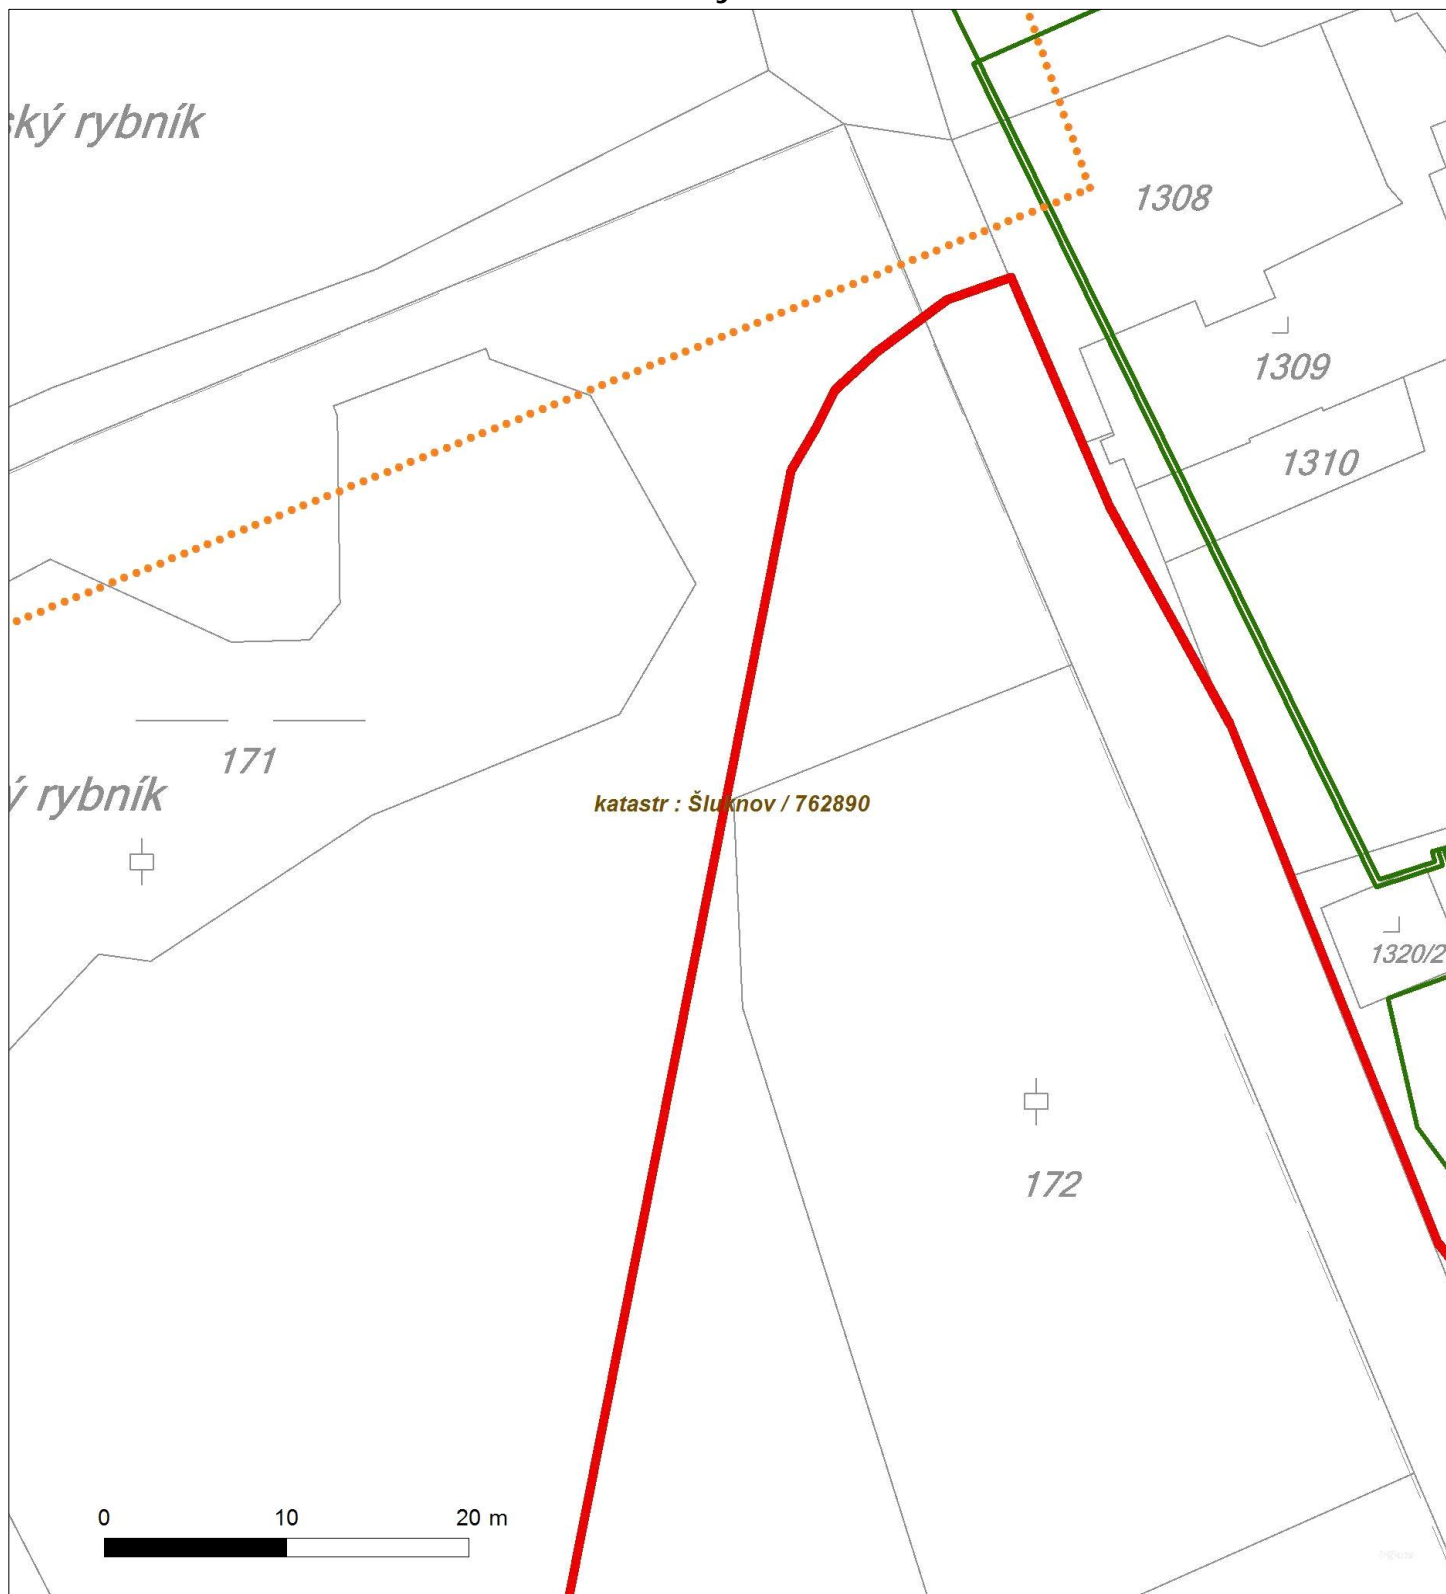 ský rybník
1308
1309
1310
171
ý rybník
katastr : Šluknov / 762890
1320/2
172
0 10 20 m